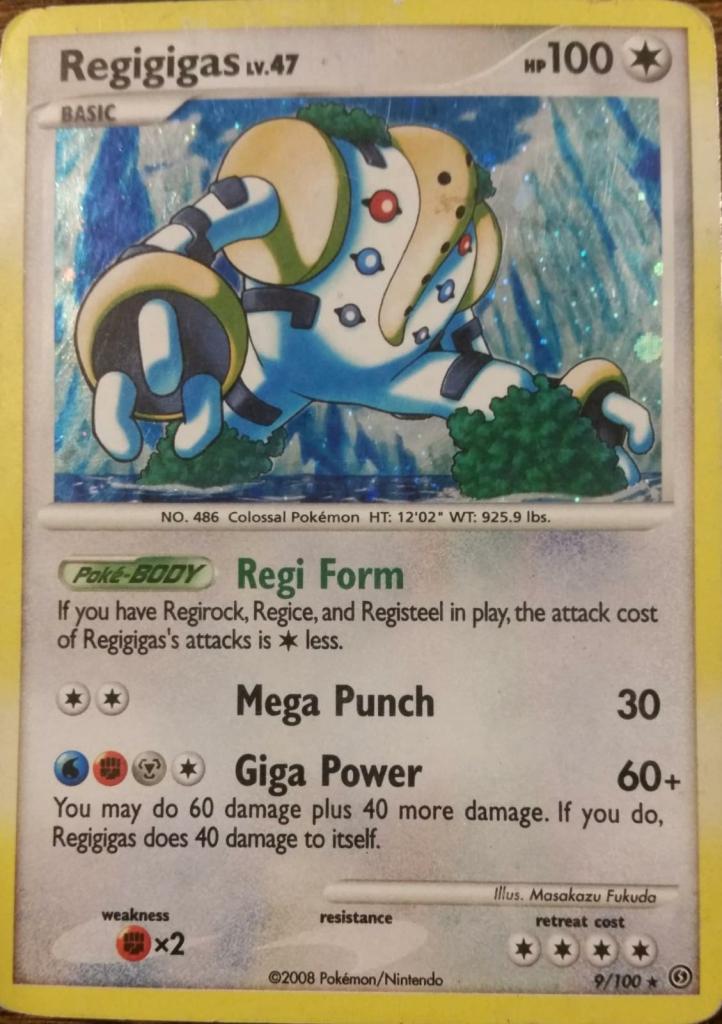 Regigigas LV.47 HP 100
BASIC
NO. 486 Colossal Pokémon HT: 12'02" WT: 925.9 lbs.
Poké-BODY Regi Form
If you have Regirock, Regice, and Registeel in play, the attack cost
of Regigigas's attacks is ✶ less.
Mega Punch 30
Giga Power 60+
You may do 60 damage plus 40 more damage. If you do,
Regigigas does 40 damage to itself.
Illus. Masakazu Fukuda
weakness resistance retreat cost
×2
©2008 Pokémon/Nintendo 9/100 ★